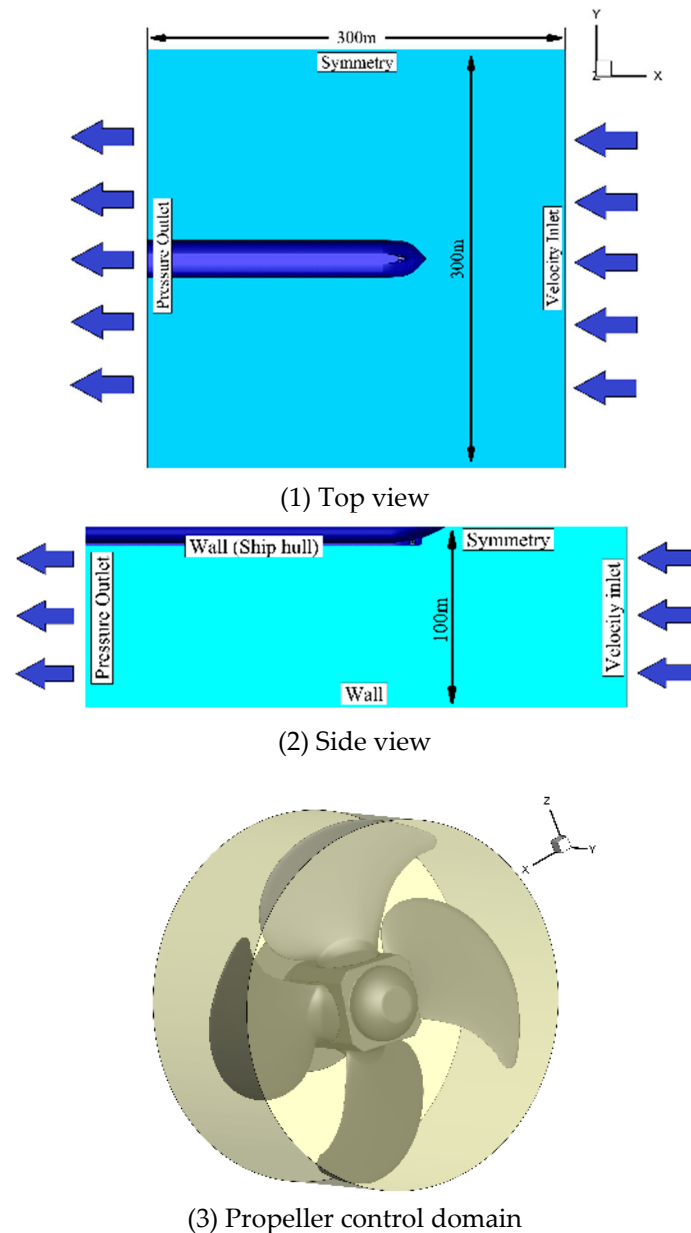 300m
Symmetry
Y
Z
X
Pressure Outlet
300m
Velocity Inlet
(1) Top view
Wall (Ship hull)
Symmetry
Pressure Outlet
100m
Velocity inlet
Wall
(2) Side view
Z
X
Y
(3) Propeller control domain